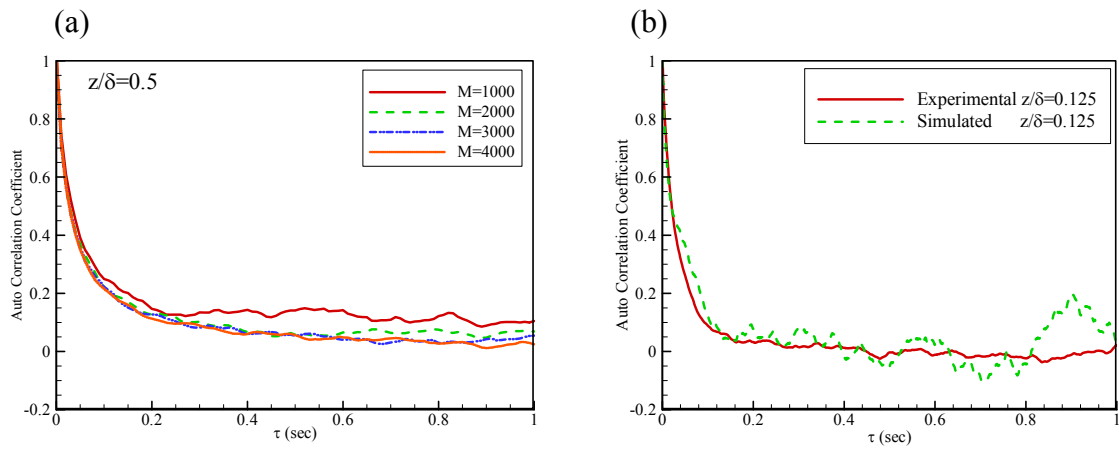 (a)
z/δ=0.5
M=1000
M=2000
M=3000
M=4000
Auto Correlation Coefficient
1
0.8
0.6
0.4
0.2
0
-0.2
0
0.2
0.4
0.6
0.8
1
τ (sec)
(b)
Experimental z/δ=0.125
Simulated z/δ=0.125
Auto Correlation Coefficient
1
0.8
0.6
0.4
0.2
0
-0.2
0
0.2
0.4
0.6
0.8
1
τ (sec)